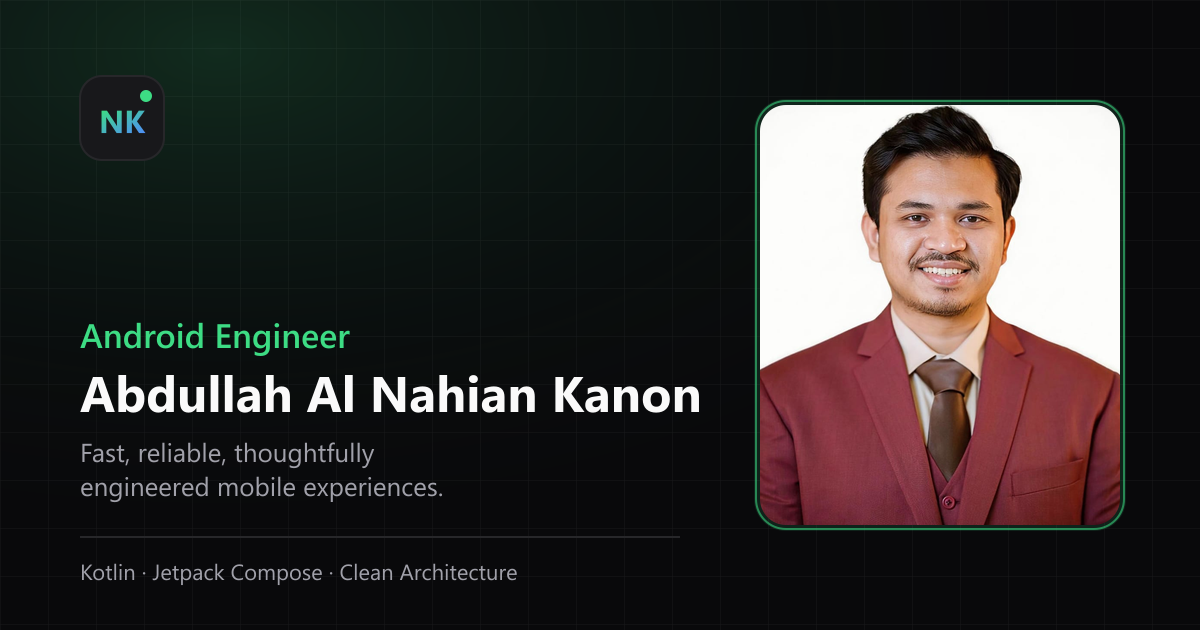 NK
Android Engineer
Abdullah Al Nahian Kanon
Fast, reliable, thoughtfully
engineered mobile experiences.
Kotlin · Jetpack Compose · Clean Architecture